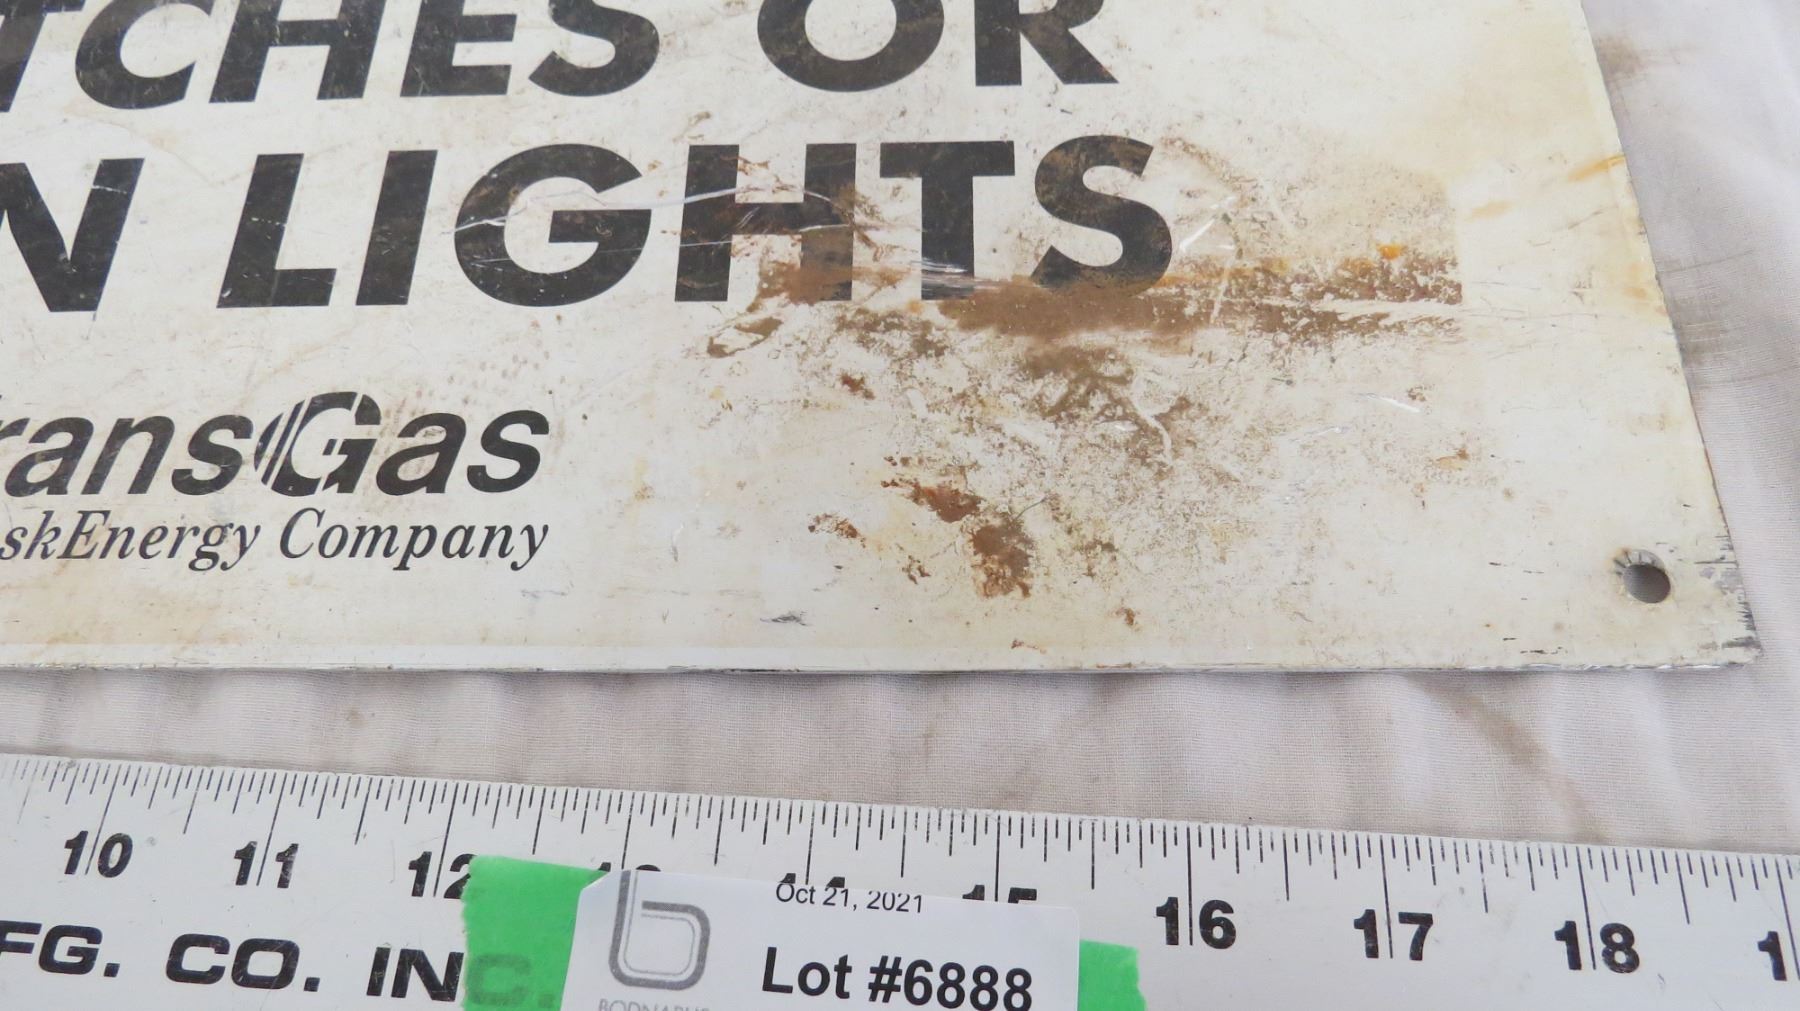 TCHES OR
N LIGHTS
ransGas
skEnergy Company
10 11 12 13 14 15 16 17 18
FG. CO. INC.
Oct 21, 2021
Lot #6888